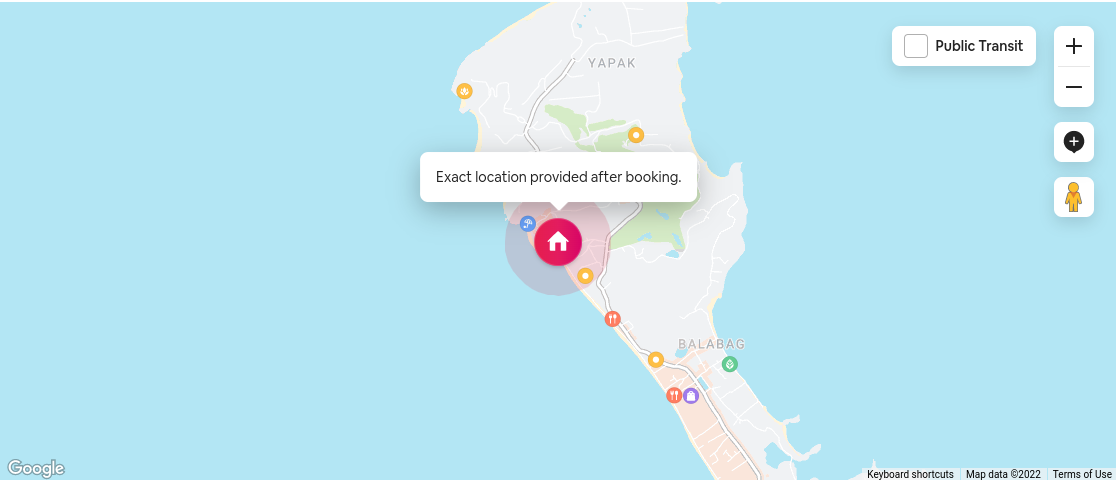 YAPAK
Public Transit
Exact location provided after booking.
BALABAG
Google
Keyboard shortcuts
Map data ©2022
Terms of Use